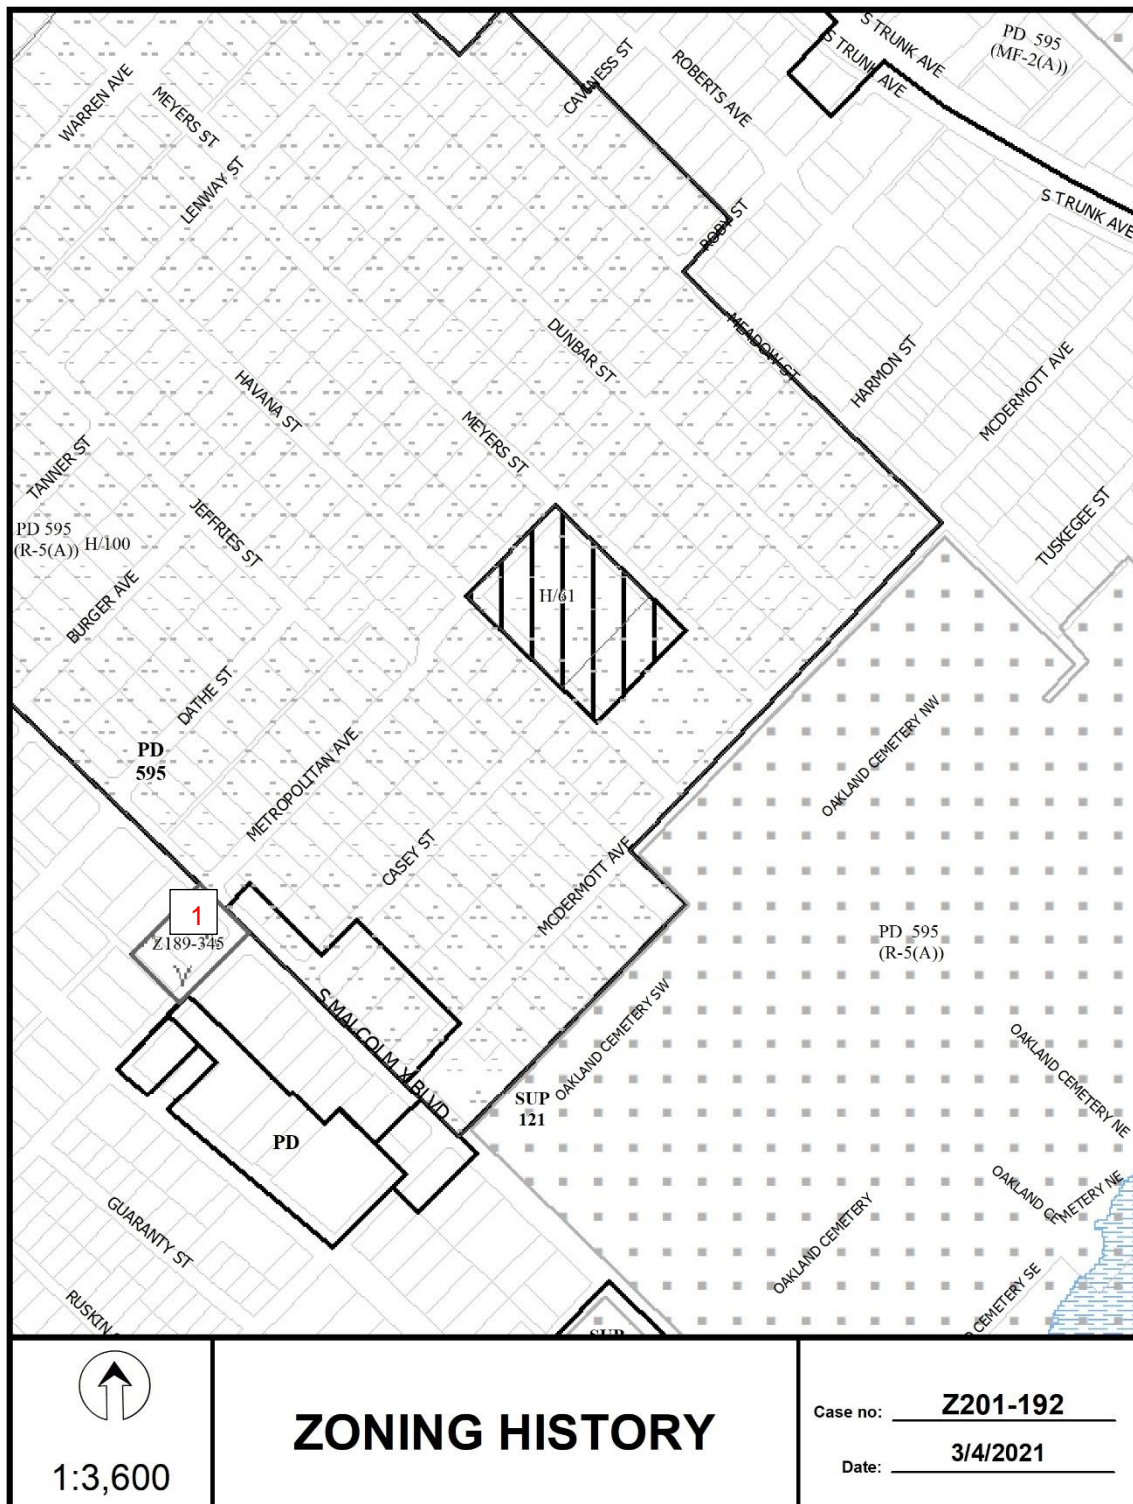 S TRUNK AVE
PD 595
(MF-2(A))
S TRUNK AVE
CAVINESS ST
ROBERTS AVE
WARREN AVE
MEYERS ST
LENWAY ST
S TRUNK AVE
ROBY ST
MEADOW ST
DUNBAR ST
HARMON ST
MCDERMOTT AVE
HAVANA ST
MEYERS ST
TANNER ST
JEFFRIES ST
PD 595
(R-5(A)) H/100
TUSKEGEE ST
BURGER AVE
H/61
DATHE ST
PD
595
METROPOLITAN AVE
OAKLAND CEMETERY NW
CASEY ST
MCDERMOTT AVE
1
Z189-345
PD 595
(R-5(A))
S MALCOLM X BLVD
OAKLAND CEMETERY SW
OAKLAND CEMETERY NE
SUP
121
PD
OAKLAND CEMETERY NE
GUARANTY ST
OAKLAND CEMETERY
CEMETERY SE
RUSKIN
SUP
1:3,600
ZONING HISTORY
Case no: Z201-192
Date: 3/4/2021